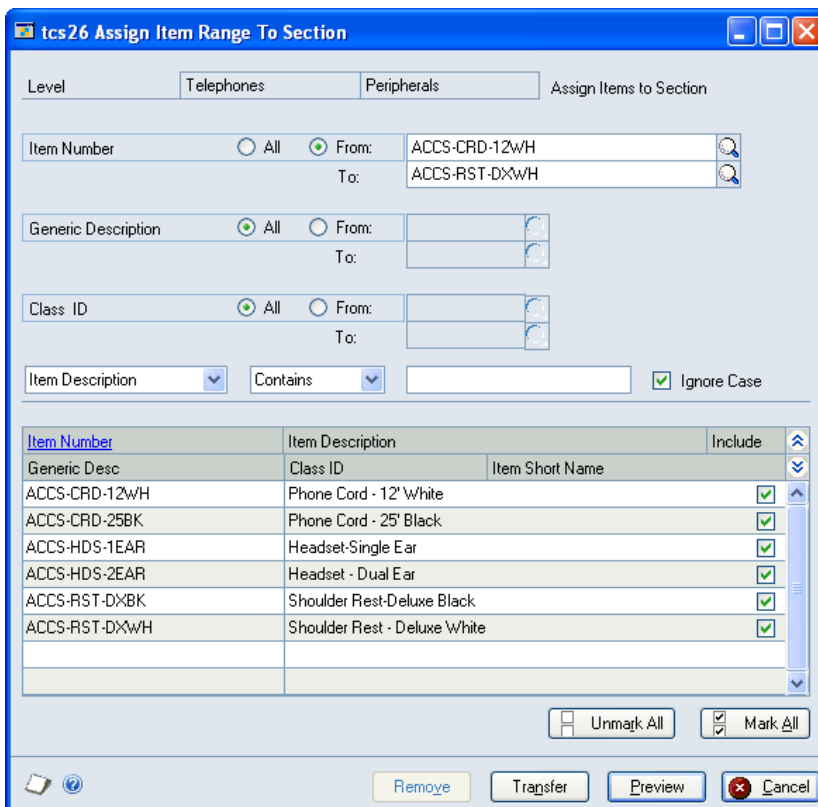 tcs26 Assign Item Range To Section
Level Telephones Peripherals Assign Items to Section
Item Number All From: ACCS-CRD-12WH
To: ACCS-RST-DXWH
Generic Description All From:
To:
Class ID All From:
To:
Item Description Contains Ignore Case
Item Number Item Description Include
Generic Desc Class ID Item Short Name
ACCS-CRD-12WH Phone Cord - 12' White
ACCS-CRD-25BK Phone Cord - 25' Black
ACCS-HDS-1EAR Headset-Single Ear
ACCS-HDS-2EAR Headset - Dual Ear
ACCS-RST-DXBK Shoulder Rest-Deluxe Black
ACCS-RST-DXWH Shoulder Rest - Deluxe White
Unmark All Mark All
Remove Transfer Preview Cancel